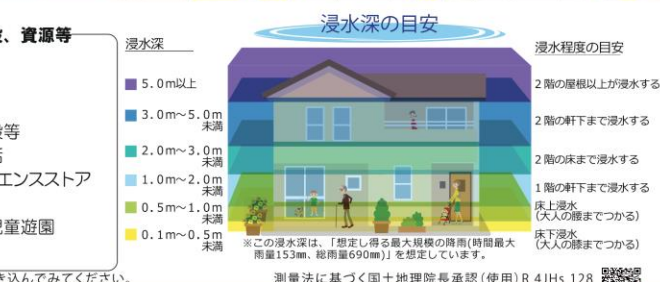 、資源等
等
エンスストア
童遊園
き込んでみてください。
浸水深の目安
浸水深
5.0m以上
3.0m〜5.0m
未満
2.0m〜3.0m
未満
1.0m〜2.0m
未満
0.5m〜1.0m
未満
0.1m〜0.5m
未満
浸水程度の目安
2階の屋根以上が浸水する
2階の軒下まで浸水する
2階の床まで浸水する
1階の軒下まで浸水する
床上浸水
(大人の腰までつかる)
床下浸水
(大人の膝までつかる)
※この浸水深は、「想定し得る最大規模の降雨(時間最大
雨量153mm、総雨量690mm)」を想定しています。
測量法に基づく国土地理院長承認(使用)R 4JHs 128